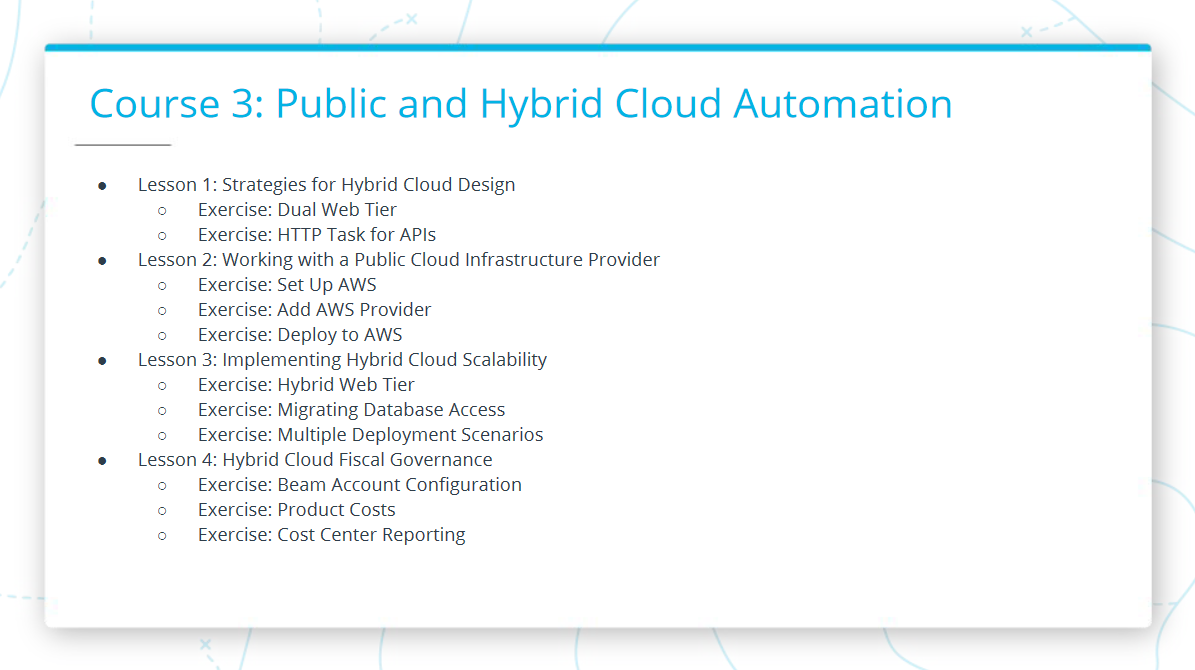 Course 3: Public and Hybrid Cloud Automation
● Lesson 1: Strategies for Hybrid Cloud Design
○ Exercise: Dual Web Tier
○ Exercise: HTTP Task for APIs
● Lesson 2: Working with a Public Cloud Infrastructure Provider
○ Exercise: Set Up AWS
○ Exercise: Add AWS Provider
○ Exercise: Deploy to AWS
● Lesson 3: Implementing Hybrid Cloud Scalability
○ Exercise: Hybrid Web Tier
○ Exercise: Migrating Database Access
○ Exercise: Multiple Deployment Scenarios
● Lesson 4: Hybrid Cloud Fiscal Governance
○ Exercise: Beam Account Configuration
○ Exercise: Product Costs
○ Exercise: Cost Center Reporting